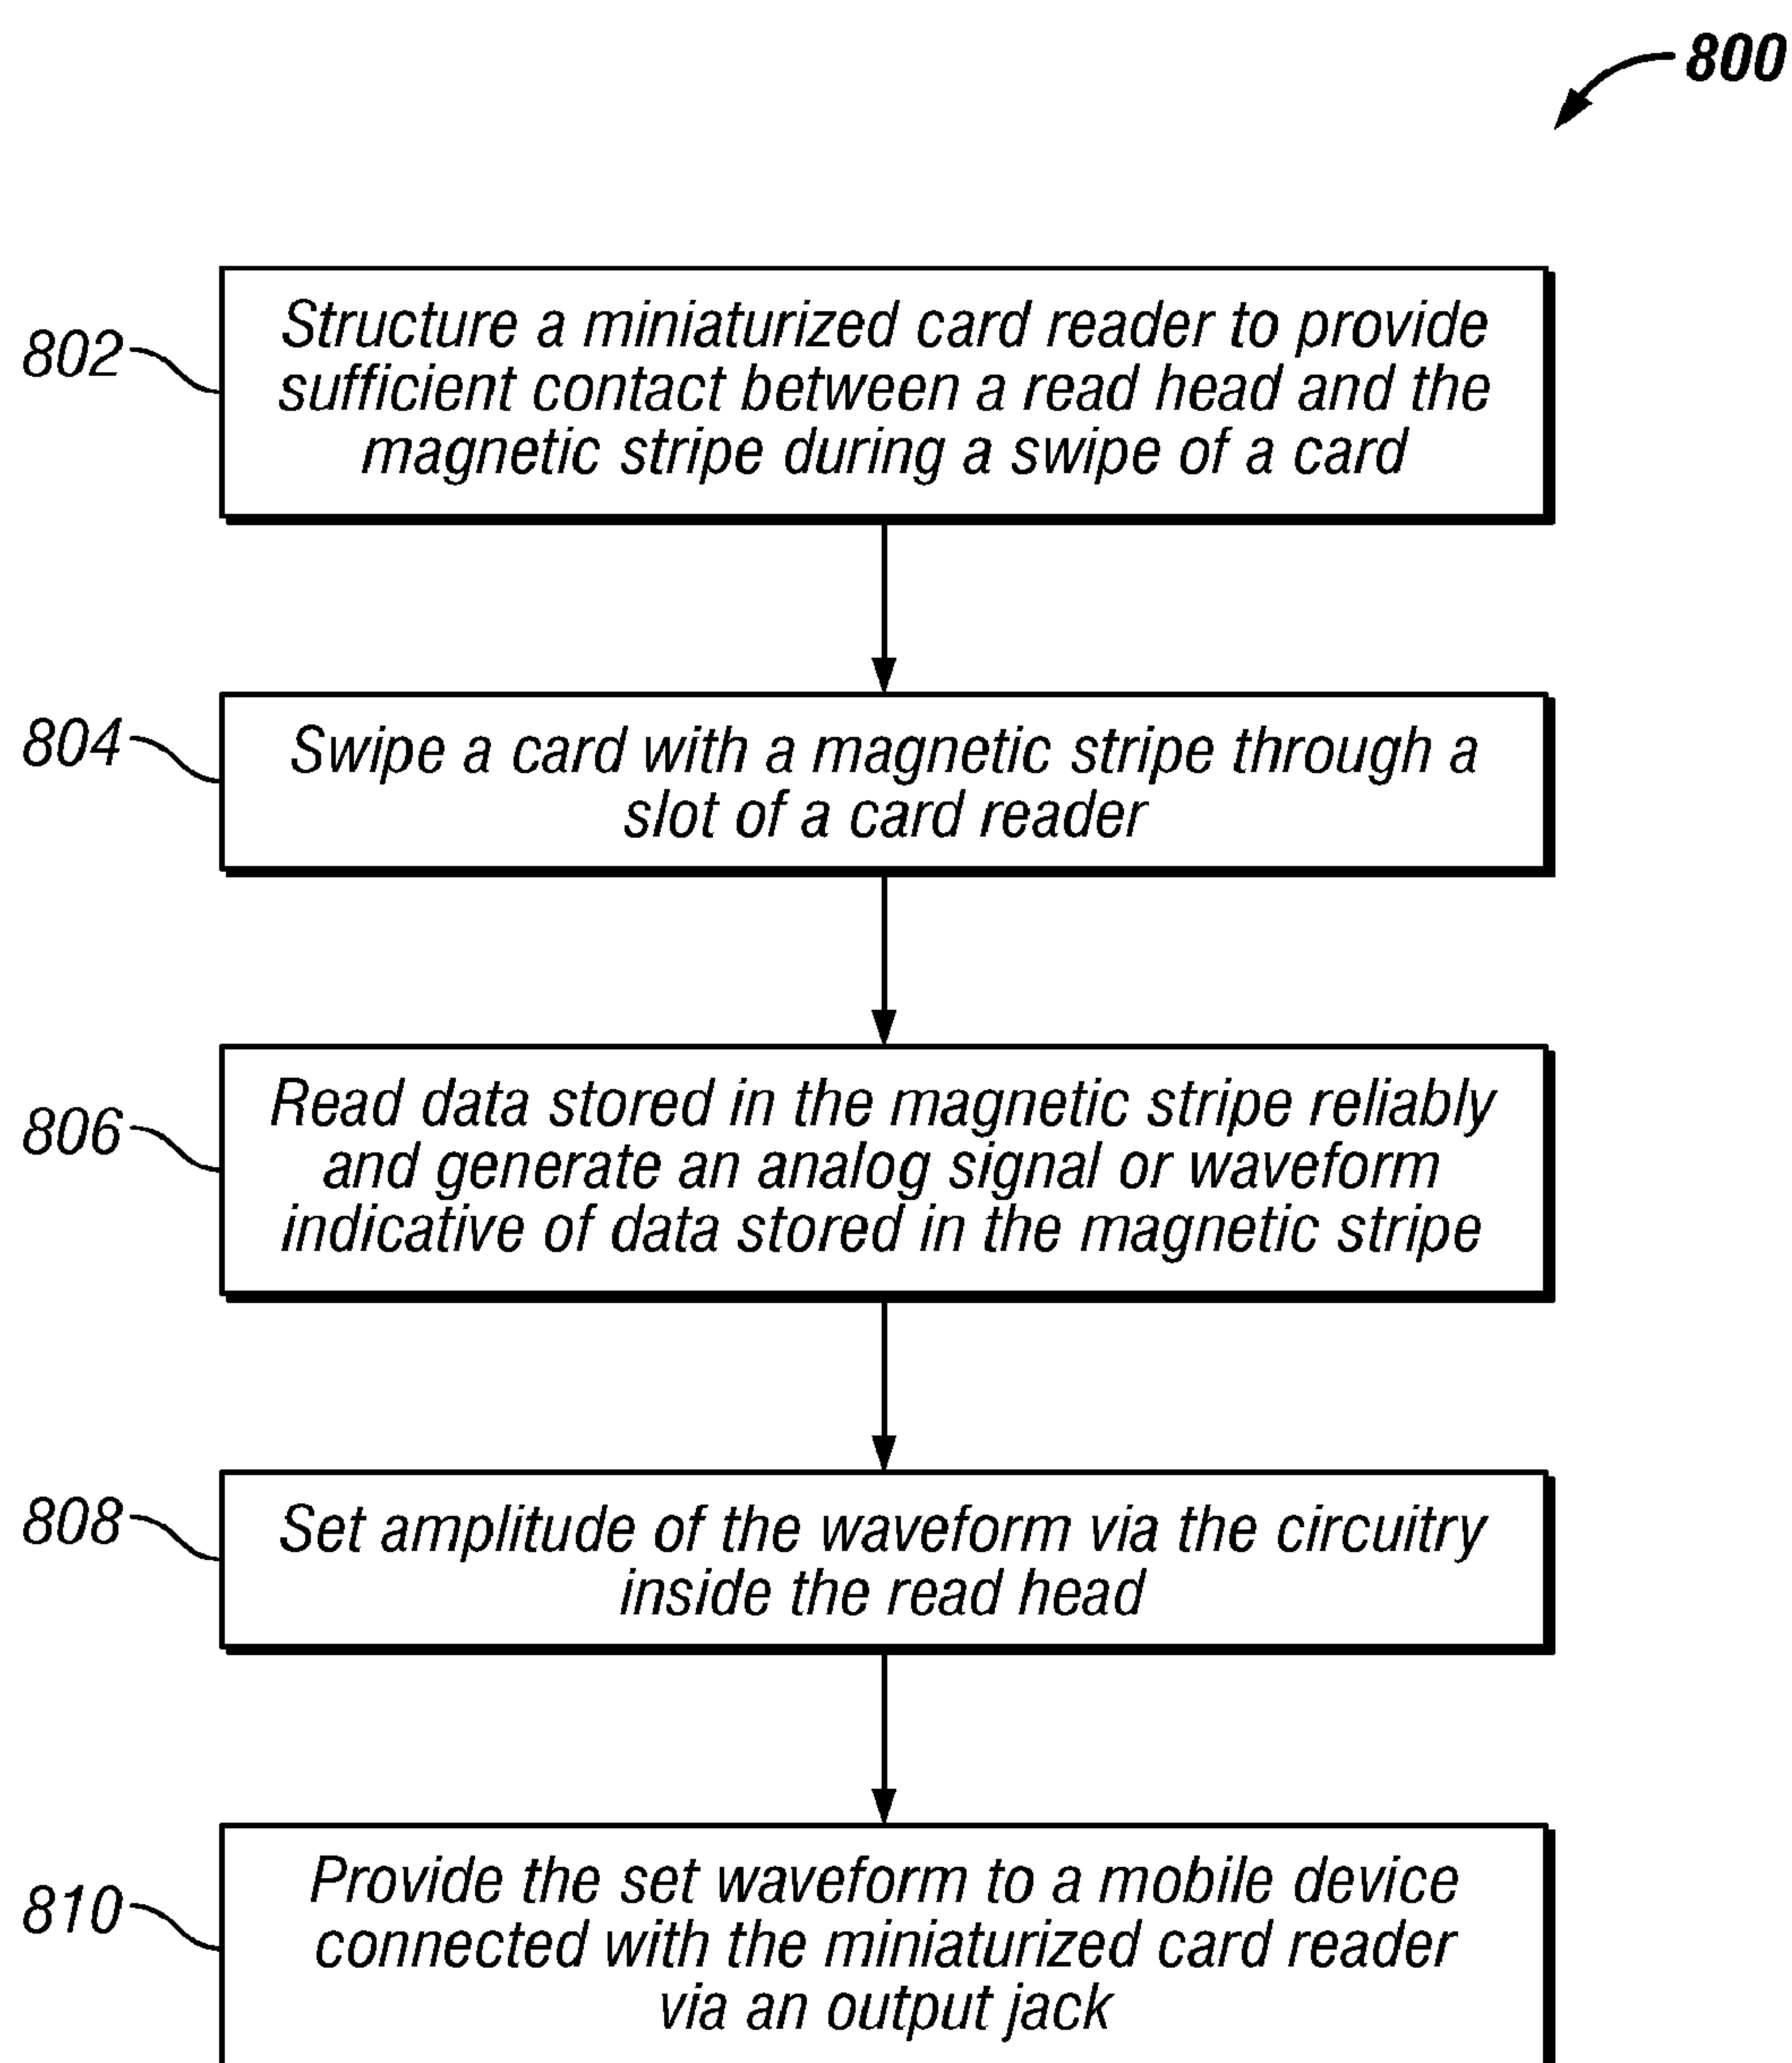 800
802
Structure a miniaturized card reader to provide
sufficient contact between a read head and the
magnetic stripe during a swipe of a card
804
Swipe a card with a magnetic stripe through a
slot of a card reader
806
Read data stored in the magnetic stripe reliably
and generate an analog signal or waveform
indicative of data stored in the magnetic stripe
808
Set amplitude of the waveform via the circuitry
inside the read head
810
Provide the set waveform to a mobile device
connected with the miniaturized card reader
via an output jack